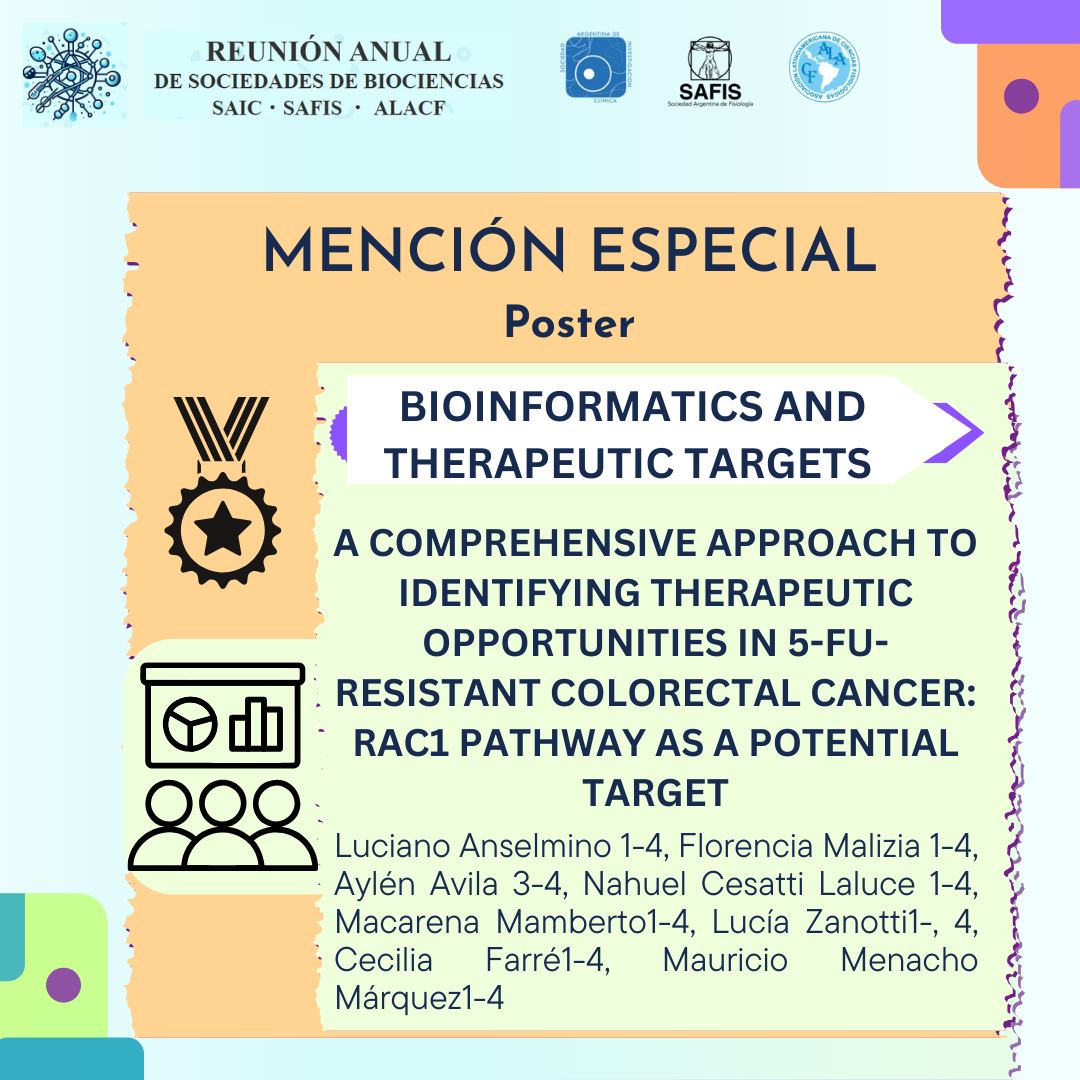 REUNIÓN ANUAL
DE SOCIEDADES DE BIOCIENCIAS
SAIC · SAFIS · ALACF
SOCIEDAD
ARGENTINA DE
INVESTIGACIÓN
CLINICA
SAFIS
Sociedad Argentina de Fisiología
ALACF
ASOCIACIÓN LATINOAMERICANA DE CIENCIAS FISIOLÓGICAS
MENCIÓN ESPECIAL
Poster
BIOINFORMATICS AND
THERAPEUTIC TARGETS
A COMPREHENSIVE APPROACH TO
IDENTIFYING THERAPEUTIC
OPPORTUNITIES IN 5-FU-
RESISTANT COLORECTAL CANCER:
RAC1 PATHWAY AS A POTENTIAL
TARGET
Luciano Anselmino 1-4, Florencia Malizia 1-4,
Aylén Avila 3-4, Nahuel Cesatti Laluce 1-4,
Macarena Mamberto1-4, Lucía Zanotti1-, 4,
Cecilia Farré1-4, Mauricio Menacho
Márquez1-4